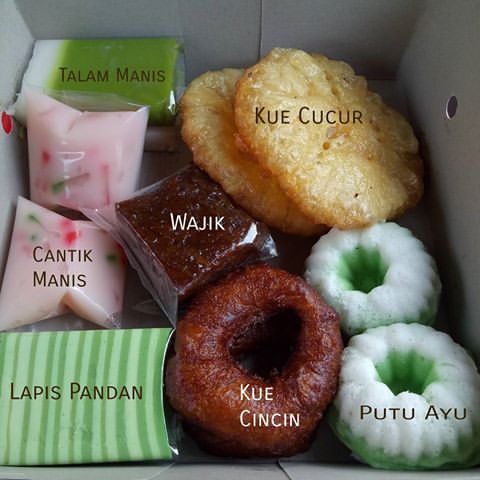 Talam Manis
Kue Cucur
Wajik
Cantik
Manis
Lapis Pandan
Kue
Cincin
Putu Ayu